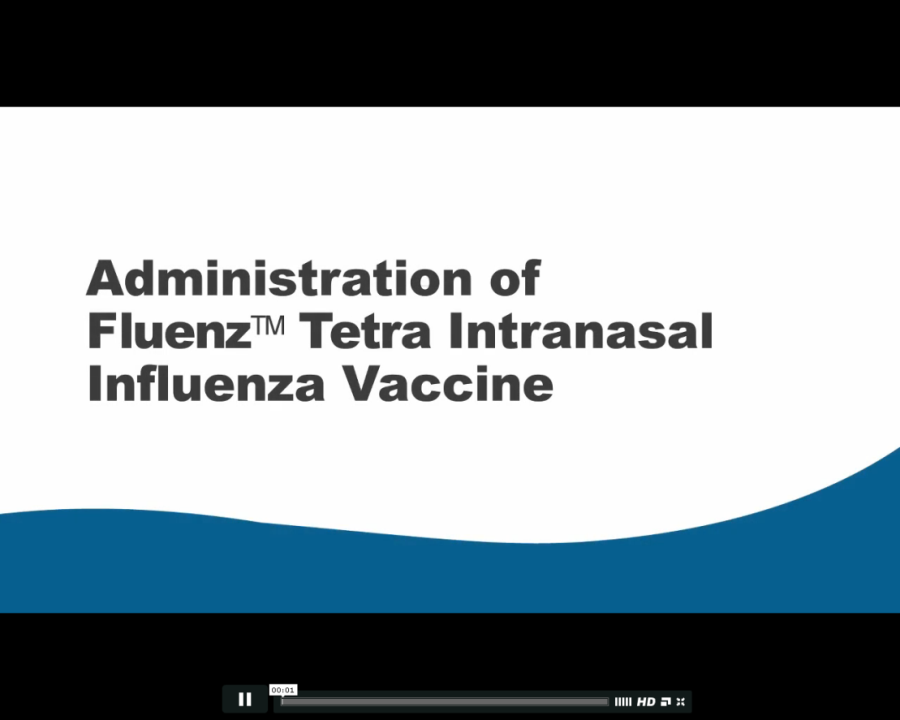 Administration of
Fluenz™ Tetra Intranasal
Influenza Vaccine
00:01
HD